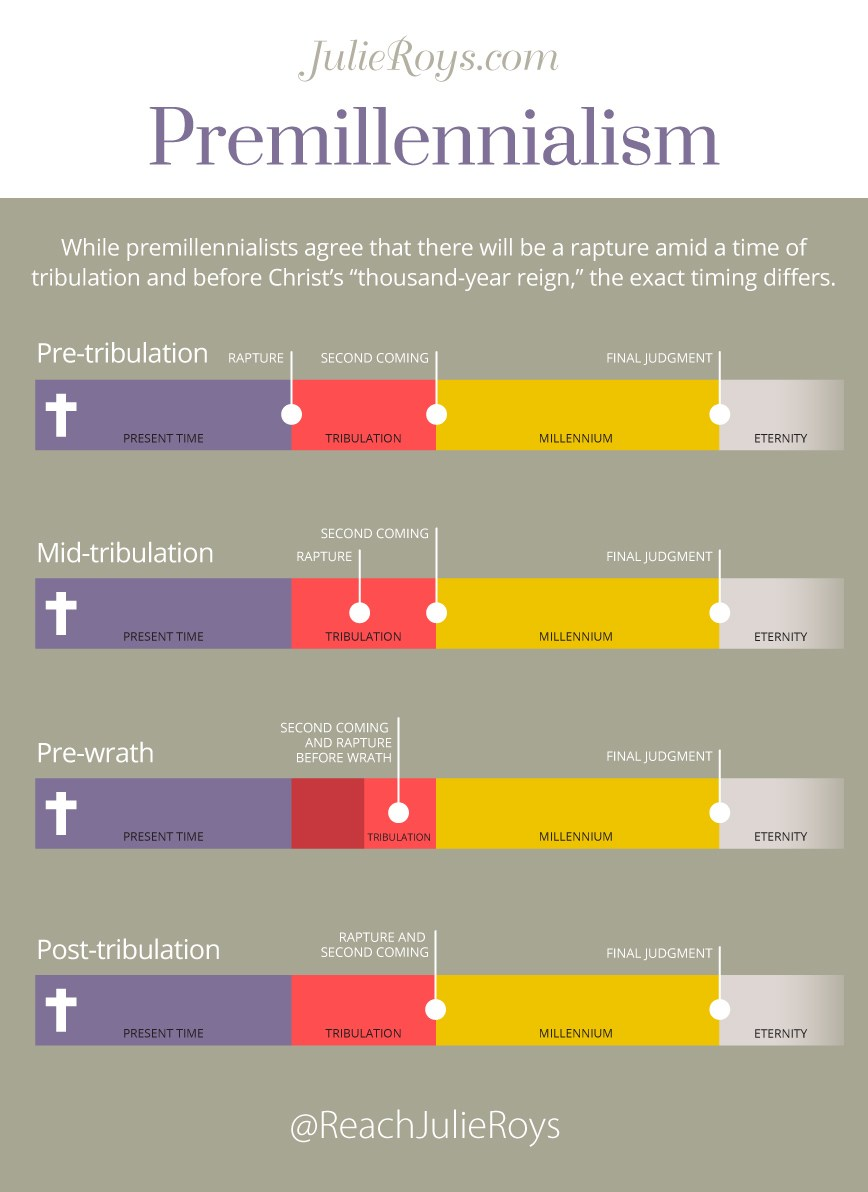 JulieRoys.com
Premillennialism
While premillennialists agree that there will be a rapture amid a time of
tribulation and before Christ's “thousand-year reign,” the exact timing differs.
Pre-tribulation
RAPTURE
SECOND COMING
FINAL JUDGMENT
PRESENT TIME
TRIBULATION
MILLENNIUM
ETERNITY
SECOND COMING
Mid-tribulation
RAPTURE
FINAL JUDGMENT
PRESENT TIME
TRIBULATION
MILLENNIUM
ETERNITY
SECOND COMING
AND RAPTURE
BEFORE WRATH
Pre-wrath
FINAL JUDGMENT
PRESENT TIME
TRIBULATION
MILLENNIUM
ETERNITY
RAPTURE AND
SECOND COMING
Post-tribulation
FINAL JUDGMENT
PRESENT TIME
TRIBULATION
MILLENNIUM
ETERNITY
@ReachJulieRoys